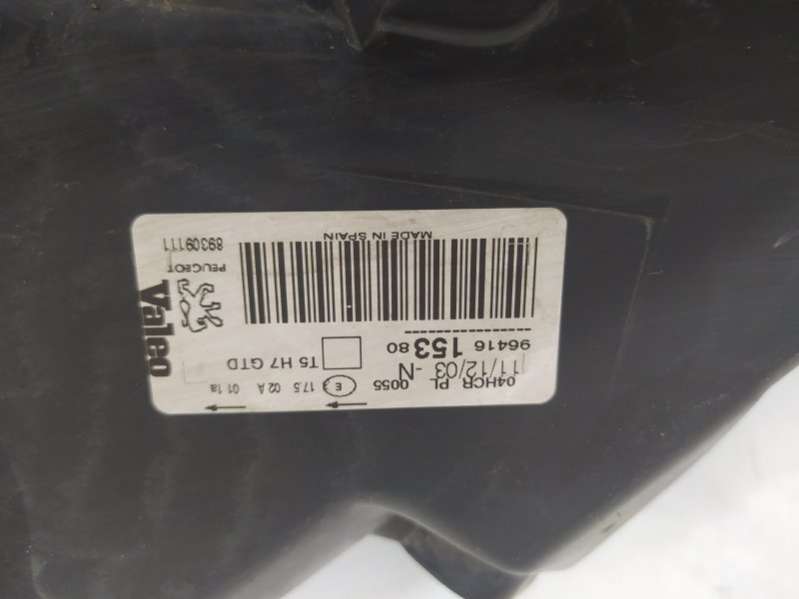 04HCR PL 0055 E 17.5 02 A 01 1a
11/12/03 -N
96416 153 80 T5 H7 GTD
Valeo
PEUGEOT
89309111
MADE IN SPAIN